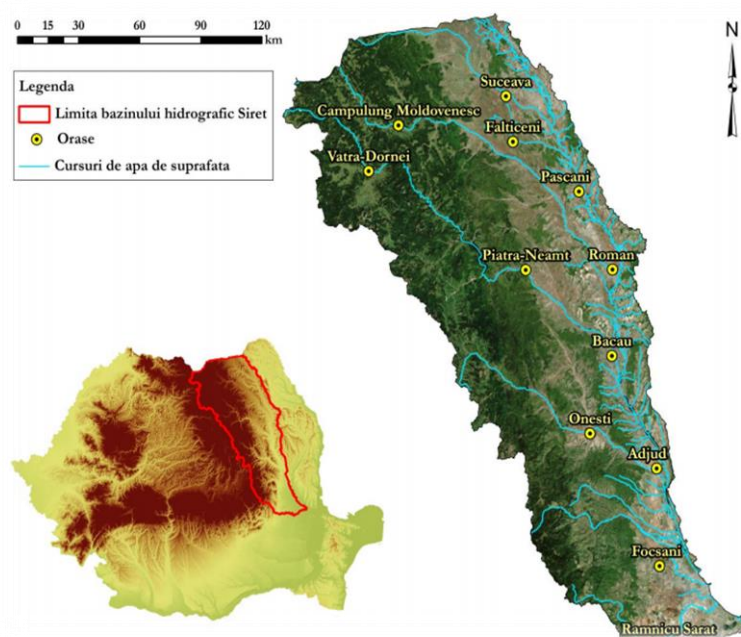 0 15 30 60 90 120
km
N
Legenda
Limita bazinului hidrografic Siret
Orase
Cursuri de apa de suprafata
Suceava
Campulung Moldovenesc
Falticeni
Vatra-Dornei
Pascani
Piatra-Neamt
Roman
Bacau
Onesti
Adjud
Focsani
Ramnicu Sarat